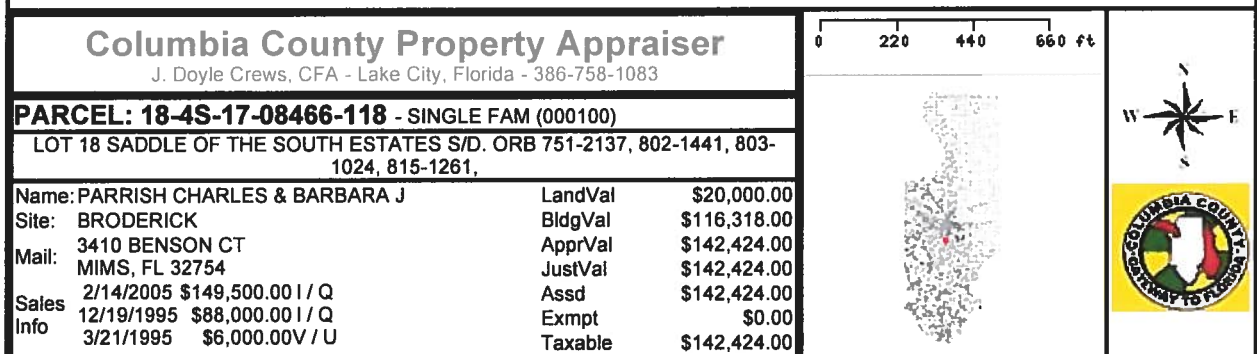 Columbia County Property Appraiser
J. Doyle Crews, CFA - Lake City, Florida - 386-758-1083
PARCEL: 18-4S-17-08466-118 - SINGLE FAM (000100)
LOT 18 SADDLE OF THE SOUTH ESTATES S/D. ORB 751-2137, 802-1441, 803-
1024, 815-1261,
Name: PARRISH CHARLES & BARBARA J
Site: BRODERICK
Mail: 3410 BENSON CT
MIMS, FL 32754
Sales Info
2/14/2005 $149,500.00 I / Q
12/19/1995 $88,000.00 I / Q
3/21/1995 $6,000.00 V / U
LandVal $20,000.00
BldgVal $116,318.00
ApprVal $142,424.00
JustVal $142,424.00
Assd $142,424.00
Exmpt $0.00
Taxable $142,424.00
0 220 440 660 ft
N
W E
S
COLUMBIA COUNTY
GATEWAY TO FLORIDA